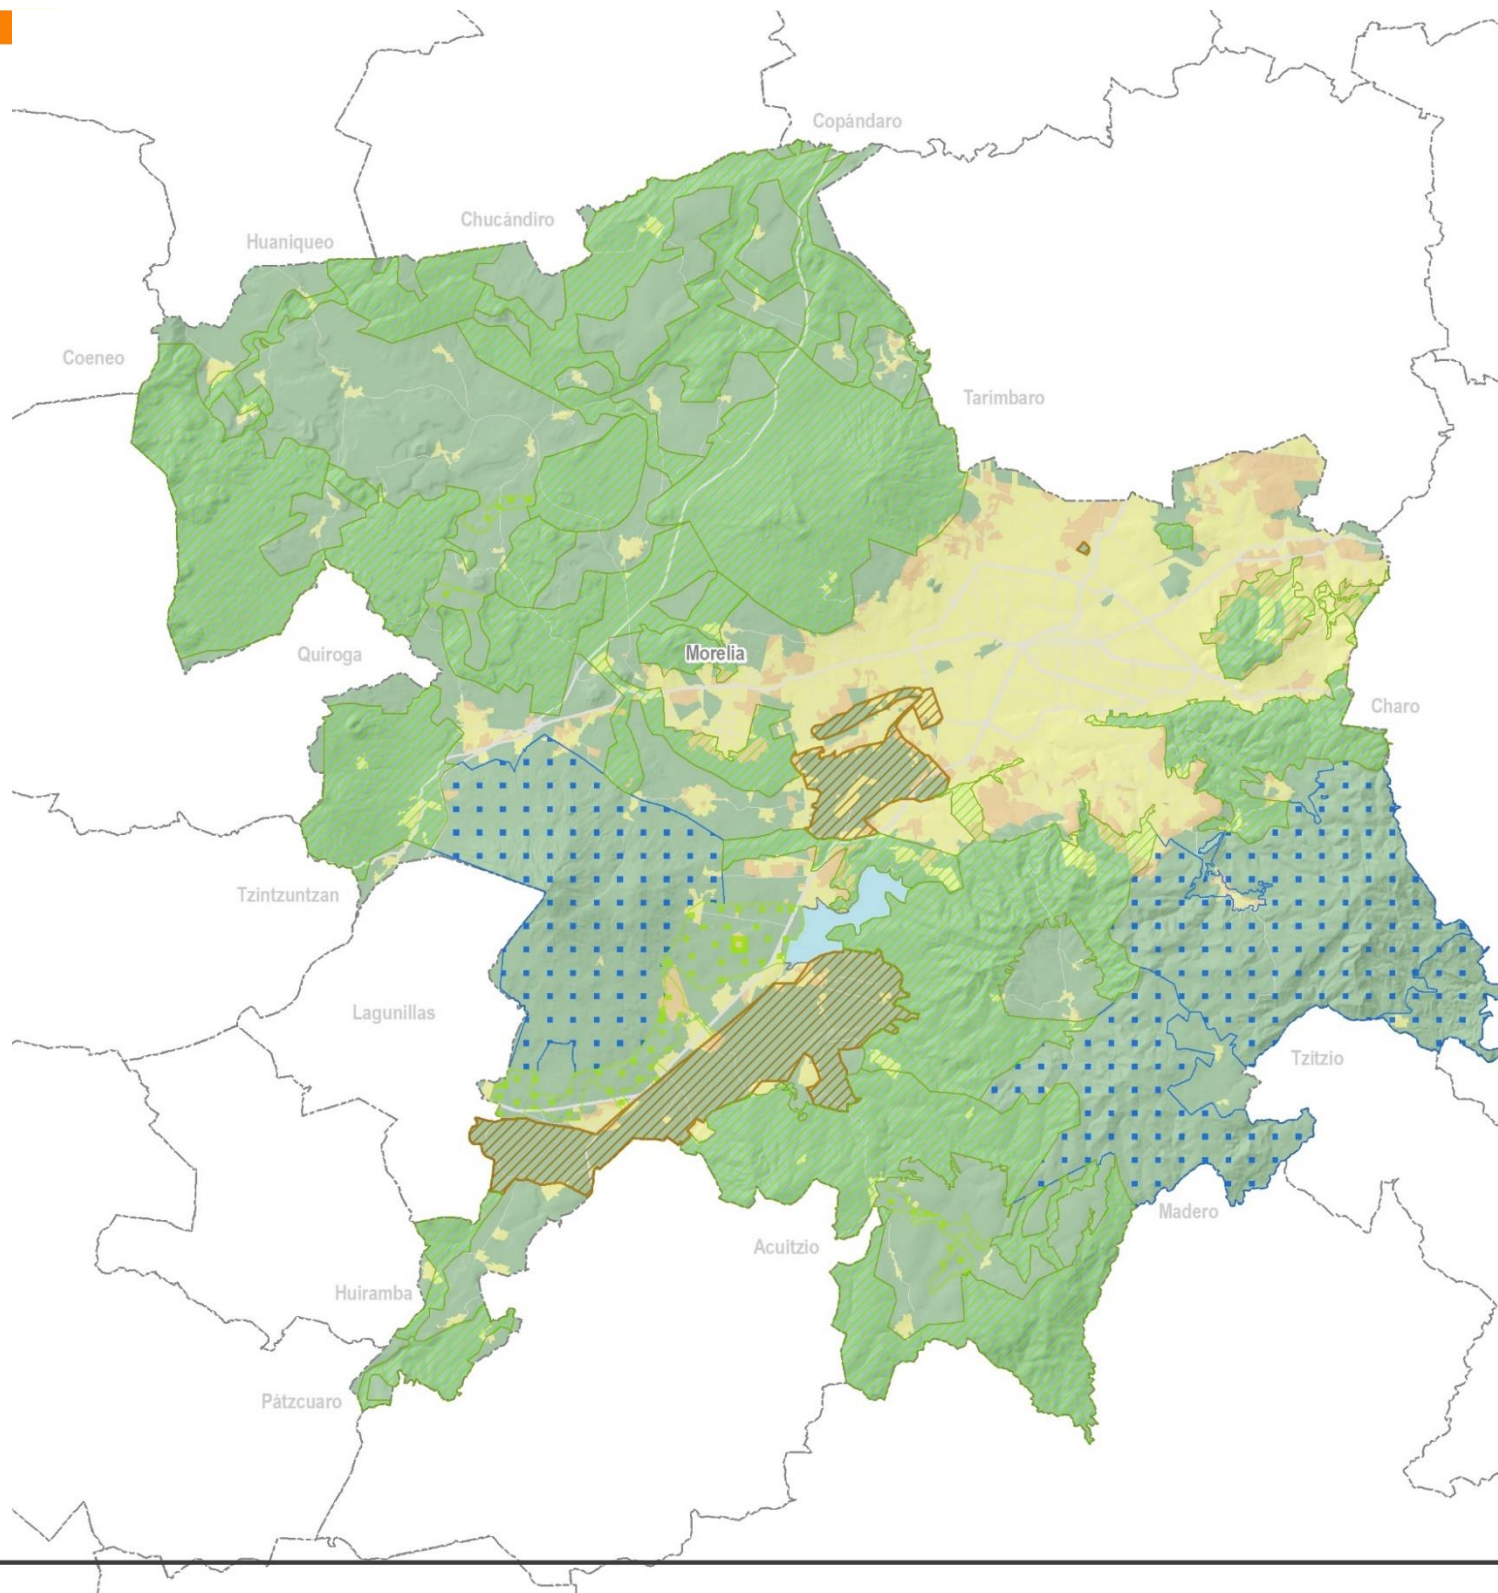 Copándaro
Chucándiro
Huaniqueo
Coeneo
Tarímbaro
Quiroga
Morelia
Charo
Tzintzuntzan
Lagunillas
Tzitzio
Madero
Acuitzio
Huiramba
Pátzcuaro